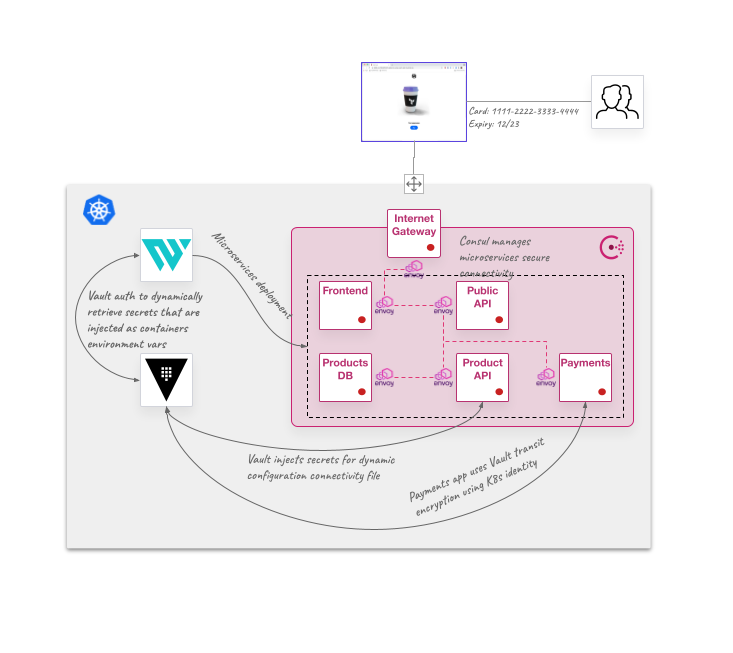 Card: 1111-2222-3333-4444
Expiry: 12/23
Internet
Gateway
Consul manages
microservices secure
connectivity
envoy
Microservices deployment
Frontend
envoy
envoy
Public
API
Vault auth to dynamically
retrieve secrets that are
injected as containers
environment vars
Products
DB
envoy
envoy
Product
API
envoy
Payments
Vault injects secrets for dynamic
configuration connectivity file
Payments app uses Vault transit
encryption using K8s identity